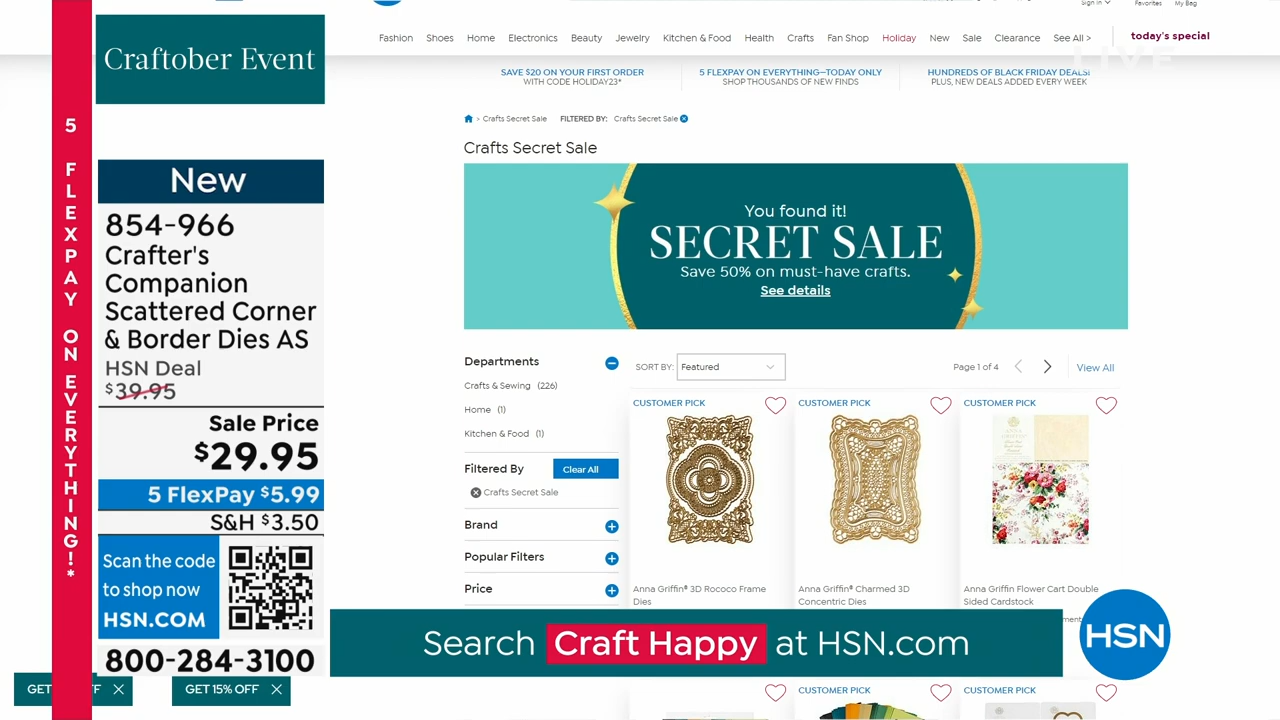 Sign In
Favorites
My Bag
Fashion Shoes Home Electronics Beauty Jewelry Kitchen & Food Health Crafts Fan Shop Holiday New Sale Clearance See All > today's special
LIVE
SAVE $20 ON YOUR FIRST ORDER
WITH CODE HOLIDAY23*
5 FLEXPAY ON EVERYTHING—TODAY ONLY
SHOP THOUSANDS OF NEW FINDS
HUNDREDS OF BLACK FRIDAY DEALS!
PLUS, NEW DEALS ADDED EVERY WEEK
> Crafts Secret Sale FILTERED BY: Crafts Secret Sale
Crafts Secret Sale
You found it!
SECRET SALE
Save 50% on must-have crafts.
See details
Departments
Crafts & Sewing (226)
Home (1)
Kitchen & Food (1)
Filtered By Clear All
Crafts Secret Sale
Brand
Popular Filters
Price
SORT BY: Featured
Page 1 of 4
View All
CUSTOMER PICK
Anna Griffin® 3D Rococo Frame
Dies
CUSTOMER PICK
Anna Griffin® Charmed 3D
Concentric Dies
CUSTOMER PICK
Anna Griffin Flower Cart Double
Sided Cardstock
CUSTOMER PICK
CUSTOMER PICK
5 FLEXPAY ON EVERYTHING!*
Craftober Event
New
854-966
Crafter's
Companion
Scattered Corner
& Border Dies AS
HSN Deal
$39.95
Sale Price
$29.95
5 FlexPay $5.99
S&H $3.50
Scan the code
to shop now
HSN.COM
800-284-3100
GET
FF
GET 15% OFF
Search Craft Happy at HSN.com
HSN